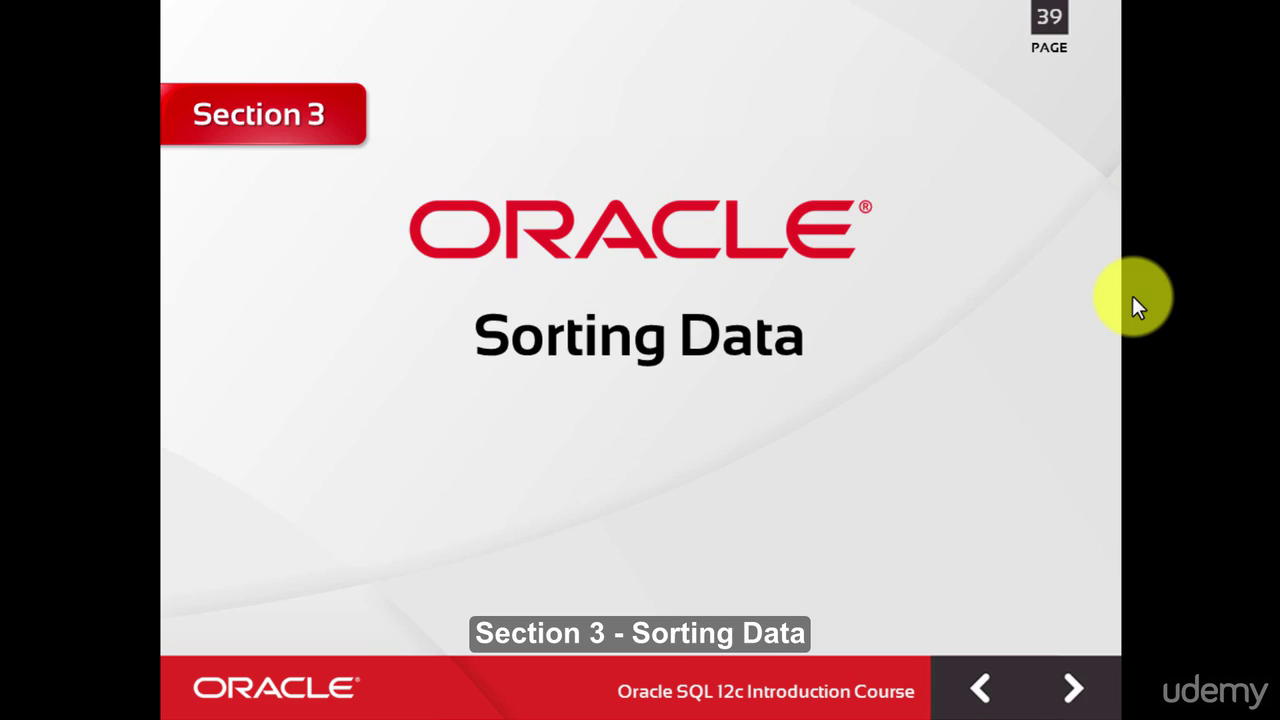 39
PAGE
Section 3
ORACLE®
Sorting Data
Section 3 - Sorting Data
ORACLE®
Oracle SQL 12c Introduction Course
udemy